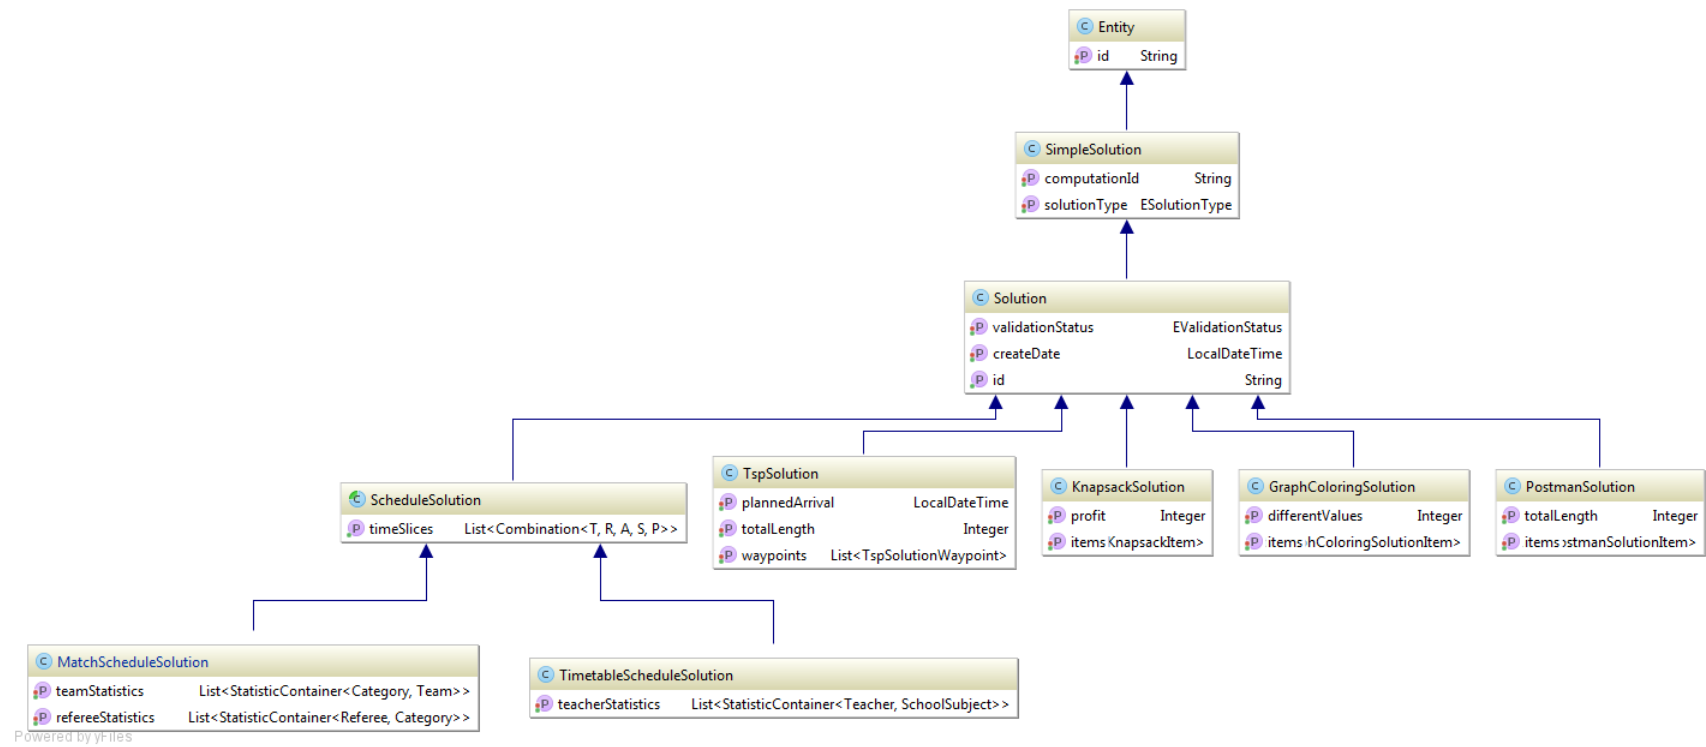 Entity
id String
SimpleSolution
computationId String
solutionType ESolutionType
Solution
validationStatus EValidationStatus
createDate LocalDateTime
id String
ScheduleSolution
timeSlices List<Combination<T, R, A, S, P>>
TspSolution
plannedArrival LocalDateTime
totalLength Integer
waypoints List<TspSolutionWaypoint>
KnapsackSolution
profit Integer
items KnapsackItem>
GraphColoringSolution
differentValues Integer
items hColoringSolutionItem>
PostmanSolution
totalLength Integer
items ostmanSolutionItem>
MatchScheduleSolution
teamStatistics List<StatisticContainer<Category, Team>>
refereeStatistics List<StatisticContainer<Referee, Category>>
TimetableScheduleSolution
teacherStatistics List<StatisticContainer<Teacher, SchoolSubject>>
Powered by yFiles